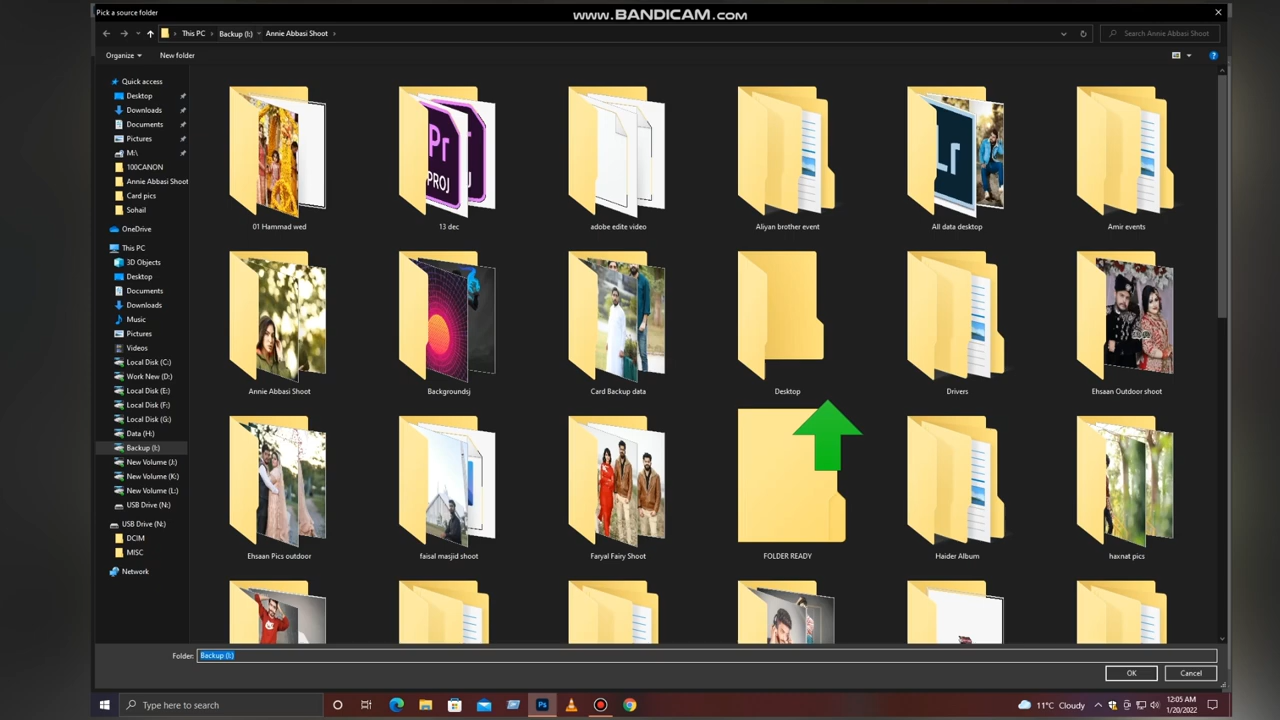 Pick a source folder
www.BANDICAM.com
This PC
Backup (I:)
Annie Abbasi Shoot
Search Annie Abbasi Shoot
Organize
New folder
Quick access
Desktop
Downloads
Documents
Pictures
M:\
100CANON
Annie Abbasi Shoot
Card pics
Sohail
OneDrive
This PC
3D Objects
Desktop
Documents
Downloads
Music
Pictures
Videos
Local Disk (C:)
Work New (D:)
Local Disk (E:)
Local Disk (F:)
Local Disk (G:)
Data (H:)
Backup (I:)
New Volume (J:)
New Volume (K:)
New Volume (L:)
USB Drive (N:)
USB Drive (N:)
DCIM
MISC
Network
Pr
PROJ
Lr
01 Hammad wed
13 dec
adobe edite video
Aliyan brother event
All data desktop
Amir events
Annie Abbasi Shoot
Backgroundsj
Card Backup data
Desktop
Drivers
Ehsaan Outdoor shoot
Ehsaan Pics outdoor
faisal masjid shoot
Faryal Fairy Shoot
FOLDER READY
Haider Album
haxnat pics
Folder:
Backup (I:)
OK
Cancel
Type here to search
Ps
11°C Cloudy
12:05 AM
1/20/2022